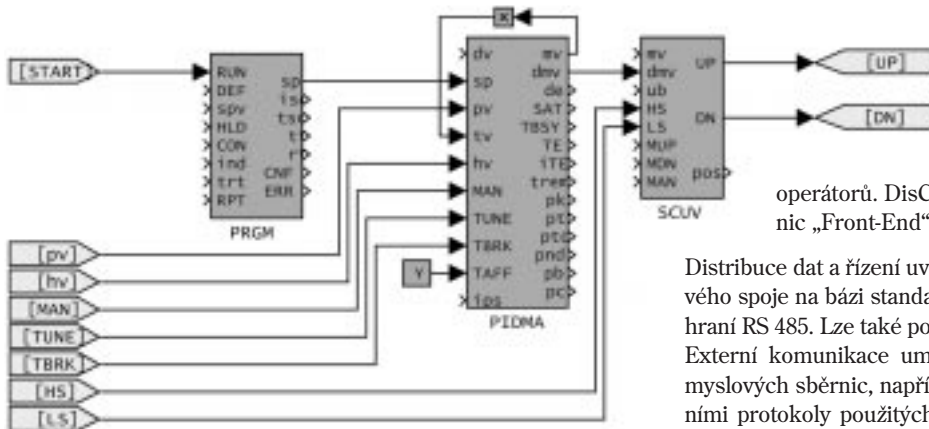 [START]
RUN
DEF
spv
HLD
CON
ind
trt
RPT
sp
is
ts
t
r
CNF
ERR
PRGM
dv
sp
pv
tv
hv
MAN
TUNE
TBRK
TAFF
ips
mv
dmv
de
SAT
TBSY
TE
iTE
trem
pk
pt
ptd
pnd
pb
pc
PIDMA
Y
mv
dmv
ub
HS
LS
MUP
MDN
MAN
UP
DN
pos
SCUV
[UP]
[DN]
[pv]
[hv]
[MAN]
[TUNE]
[TBRK]
[HS]
[LS]
operátorů. DisC
nic „Front-End“
Distribuce dat a řízení uv
vého spoje na bázi standa
hraní RS 485. Lze také po
Externí komunikace um
myslových sběrnic, napří
ními protokoly použitých